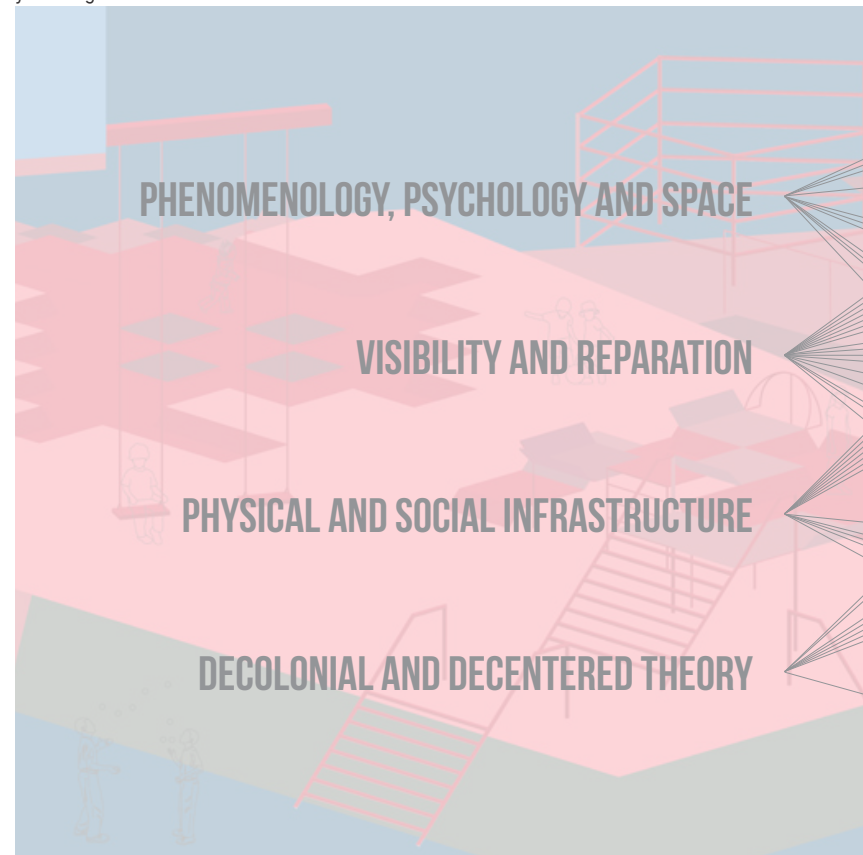 PHENOMENOLOGY, PSYCHOLOGY AND SPACE
VISIBILITY AND REPARATION
PHYSICAL AND SOCIAL INFRASTRUCTURE
DECOLONIAL AND DECENTERED THEORY